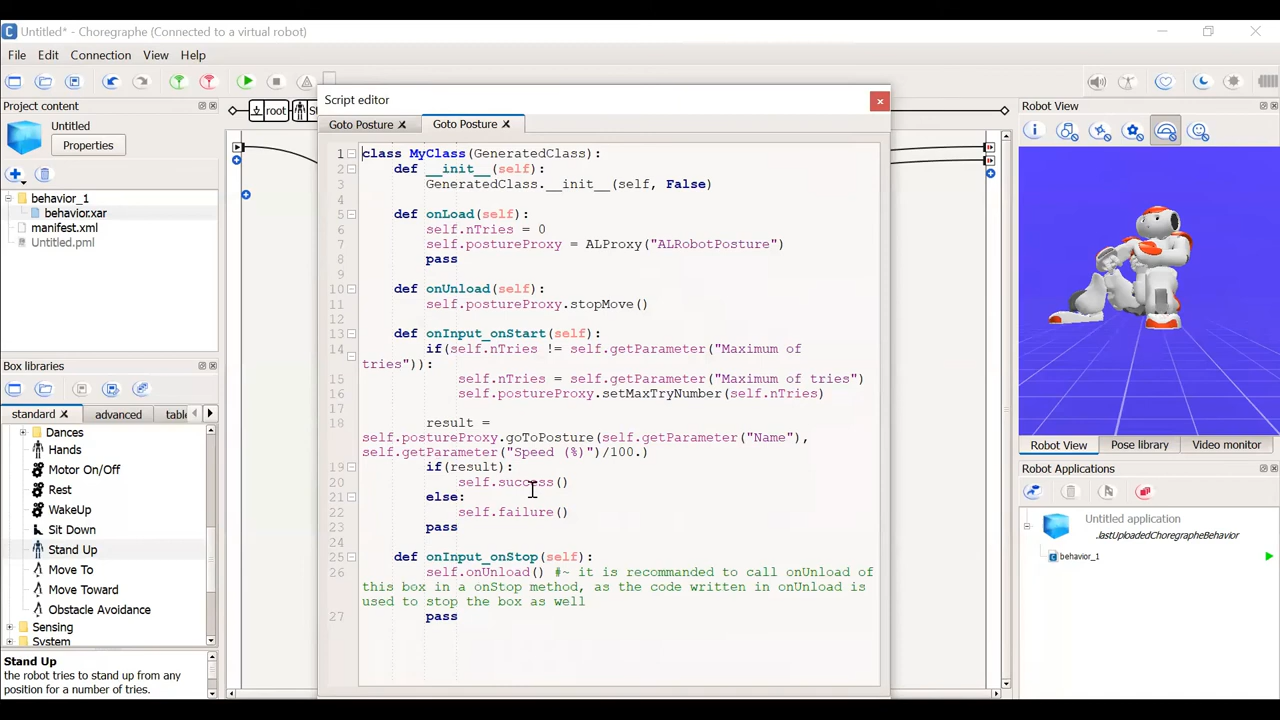 Untitled* - Choregraphe (Connected to a virtual robot)
File Edit Connection View Help
Project content
Untitled
Properties
behavior_1
behavior.xar
manifest.xml
Untitled.pml
Box libraries
standard advanced table
Dances
Hands
Motor On/Off
Rest
WakeUp
Sit Down
Stand Up
Move To
Move Toward
Obstacle Avoidance
Sensing
System
Stand Up
the robot tries to stand up from any
position for a number of tries.
root
Script editor
Goto Posture Goto Posture
1 class MyClass(GeneratedClass):
2 def __init__(self):
3 GeneratedClass.__init__(self, False)
4
5 def onLoad(self):
6 self.nTries = 0
7 self.postureProxy = ALProxy("ALRobotPosture")
8 pass
9
10 def onUnload(self):
11 self.postureProxy.stopMove()
12
13 def onInput_onStart(self):
14 if(self.nTries != self.getParameter("Maximum of
tries")):
15 self.nTries = self.getParameter("Maximum of tries")
16 self.postureProxy.setMaxTryNumber(self.nTries)
17
18 result =
self.postureProxy.goToPosture(self.getParameter("Name"),
self.getParameter("Speed (%)")/100.)
19 if(result):
20 self.success()
21 else:
22 self.failure()
23 pass
24
25 def onInput_onStop(self):
26 self.onUnload() #~ it is recommanded to call onUnload of
this box in a onStop method, as the code written in onUnload is
used to stop the box as well
27 pass
Robot View
Robot View Pose library Video monitor
Robot Applications
Untitled application
.lastUploadedChoregrapheBehavior
behavior_1